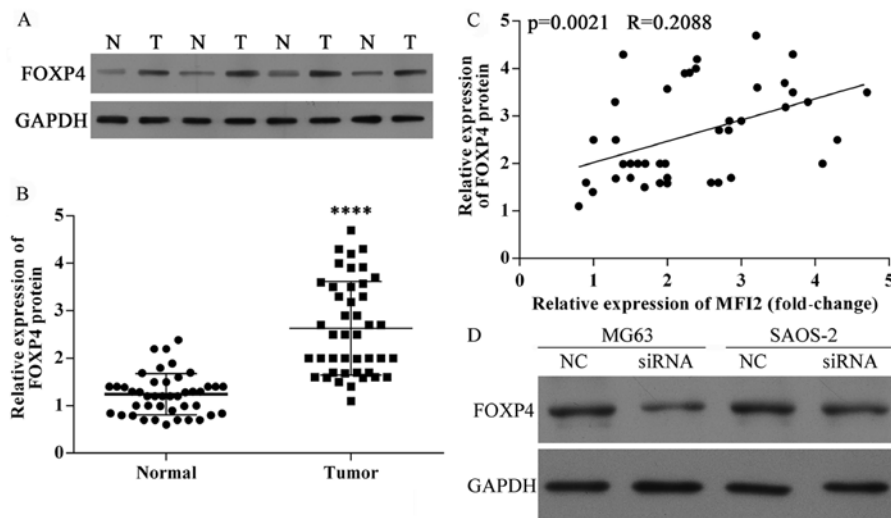 A
N T N T N T N T
FOXP4
GAPDH
B
****
Relative expression of
FOXP4 protein
5
4
3
2
1
0
Normal Tumor
C
p=0.0021 R=0.2088
Relative expression
of FOXP4 protein
5
4
3
2
1
0
0 1 2 3 4 5
Relative expression of MFI2 (fold-change)
D
MG63 SAOS-2
NC siRNA NC siRNA
FOXP4
GAPDH